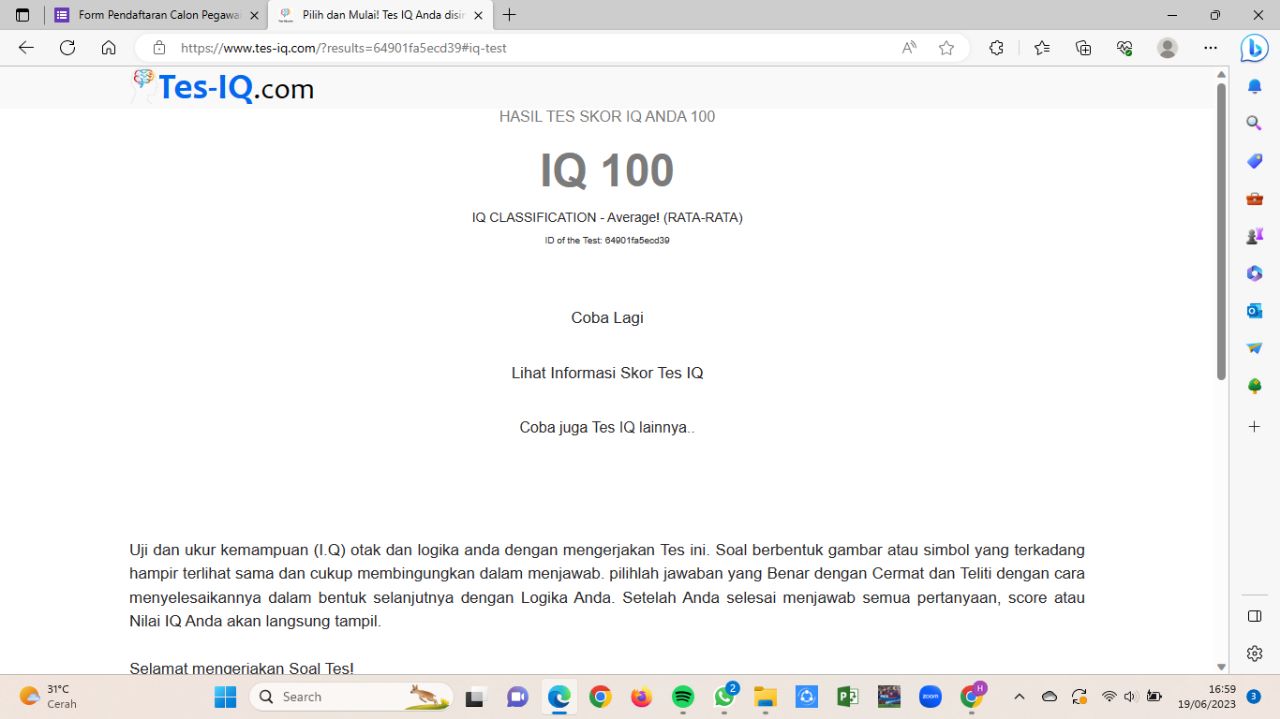 Form Pendaftaran Calon Pegawai
Pilih dan Mulai! Tes IQ Anda disin
https://www.tes-iq.com/?results=64901fa5ecd39#iq-test
Tes-IQ.com
HASIL TES SKOR IQ ANDA 100
IQ 100
IQ CLASSIFICATION - Average! (RATA-RATA)
ID of the Test: 64901fa5ecd39
Coba Lagi
Lihat Informasi Skor Tes IQ
Coba juga Tes IQ lainnya..
Uji dan ukur kemampuan (I.Q) otak dan logika anda dengan mengerjakan Tes ini. Soal berbentuk gambar atau simbol yang terkadang
hampir terlihat sama dan cukup membingungkan dalam menjawab. pilihlah jawaban yang Benar dengan Cermat dan Teliti dengan cara
menyelesaikannya dalam bentuk selanjutnya dengan Logika Anda. Setelah Anda selesai menjawab semua pertanyaan, score atau
Nilai IQ Anda akan langsung tampil.
Selamat mengerjakan Soal Tes!
31°C
Cerah
Search
2
zoom
H
16:59
19/06/2023
3